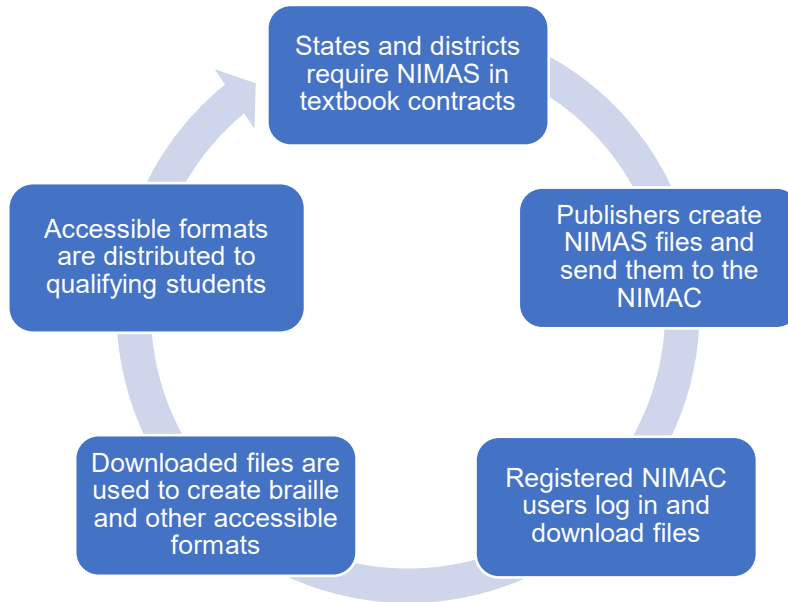 States and districts
require NIMAS in
textbook contracts
Publishers create
NIMAS files and
send them to the
NIMAC
Registered NIMAC
users log in and
download files
Downloaded files are
used to create braille
and other accessible
formats
Accessible formats
are distributed to
qualifying students